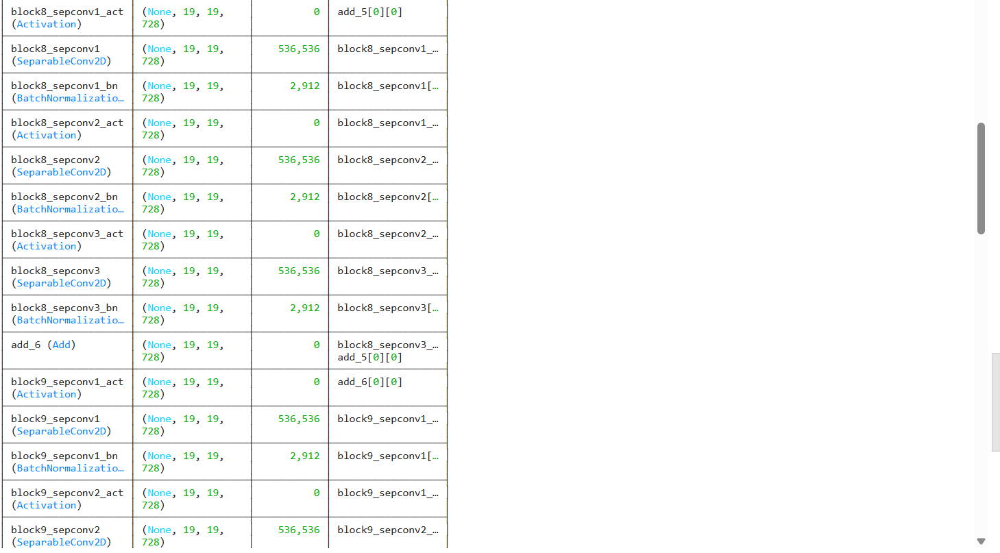 block8_sepconv1_act (None, 19, 19, 0 add_5[0][0]
(Activation) 728)
block8_sepconv1 (None, 19, 19, 536,536 block8_sepconv1_…
(SeparableConv2D) 728)
block8_sepconv1_bn (None, 19, 19, 2,912 block8_sepconv1[…
(BatchNormalizatio… 728)
block8_sepconv2_act (None, 19, 19, 0 block8_sepconv1_…
(Activation) 728)
block8_sepconv2 (None, 19, 19, 536,536 block8_sepconv2_…
(SeparableConv2D) 728)
block8_sepconv2_bn (None, 19, 19, 2,912 block8_sepconv2[…
(BatchNormalizatio… 728)
block8_sepconv3_act (None, 19, 19, 0 block8_sepconv2_…
(Activation) 728)
block8_sepconv3 (None, 19, 19, 536,536 block8_sepconv3_…
(SeparableConv2D) 728)
block8_sepconv3_bn (None, 19, 19, 2,912 block8_sepconv3[…
(BatchNormalizatio… 728)
add_6 (Add) (None, 19, 19, 0 block8_sepconv3_…
728) add_5[0][0]
block9_sepconv1_act (None, 19, 19, 0 add_6[0][0]
(Activation) 728)
block9_sepconv1 (None, 19, 19, 536,536 block9_sepconv1_…
(SeparableConv2D) 728)
block9_sepconv1_bn (None, 19, 19, 2,912 block9_sepconv1[…
(BatchNormalizatio… 728)
block9_sepconv2_act (None, 19, 19, 0 block9_sepconv1_…
(Activation) 728)
block9_sepconv2 (None, 19, 19, 536,536 block9_sepconv2_…
(SeparableConv2D) 728)